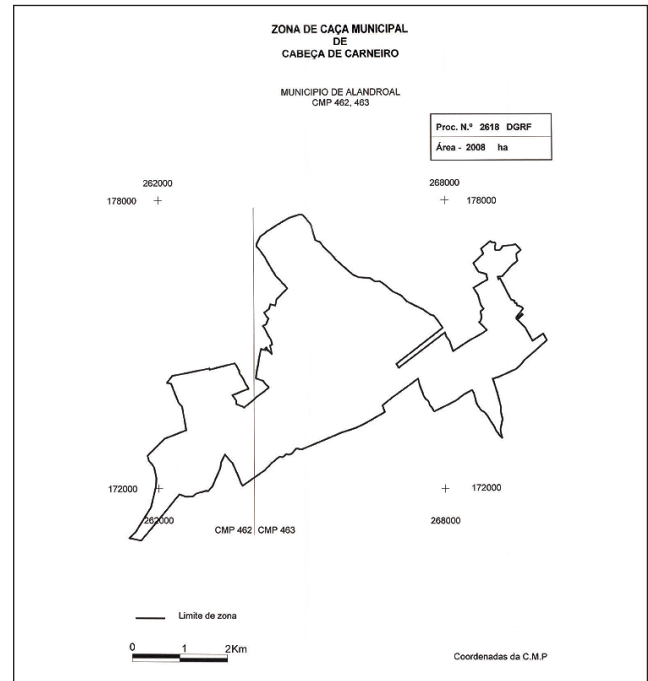 ZONA DE CAÇA MUNICIPAL
DE
CABEÇA DE CARNEIRO
MUNICIPIO DE ALANDROAL
CMP 462, 463
Proc. N.º 2618 DGRF
Área - 2008 ha
262000
268000
178000
178000
172000
172000
262000
268000
CMP 462
CMP 463
Limite de zona
0 1 2Km
Coordenadas da C.M.P